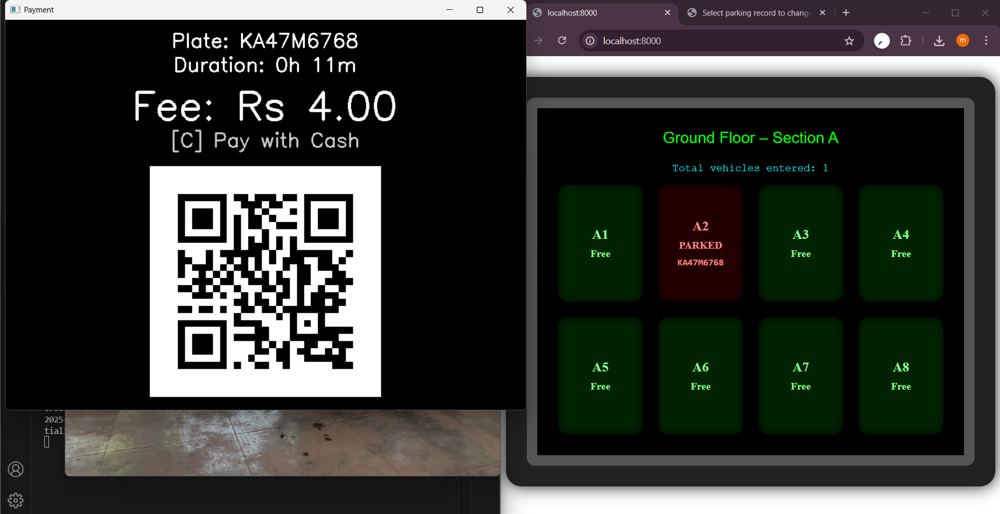 Payment
Plate: KA47M6768
Duration: 0h 11m
Fee: Rs 4.00
[C] Pay with Cash
2025-
tiali
localhost:8000
Select parking record to change
localhost:8000
m
Ground Floor – Section A
Total vehicles entered: 1
A1
Free
A2
PARKED
KA47M6768
A3
Free
A4
Free
A5
Free
A6
Free
A7
Free
A8
Free